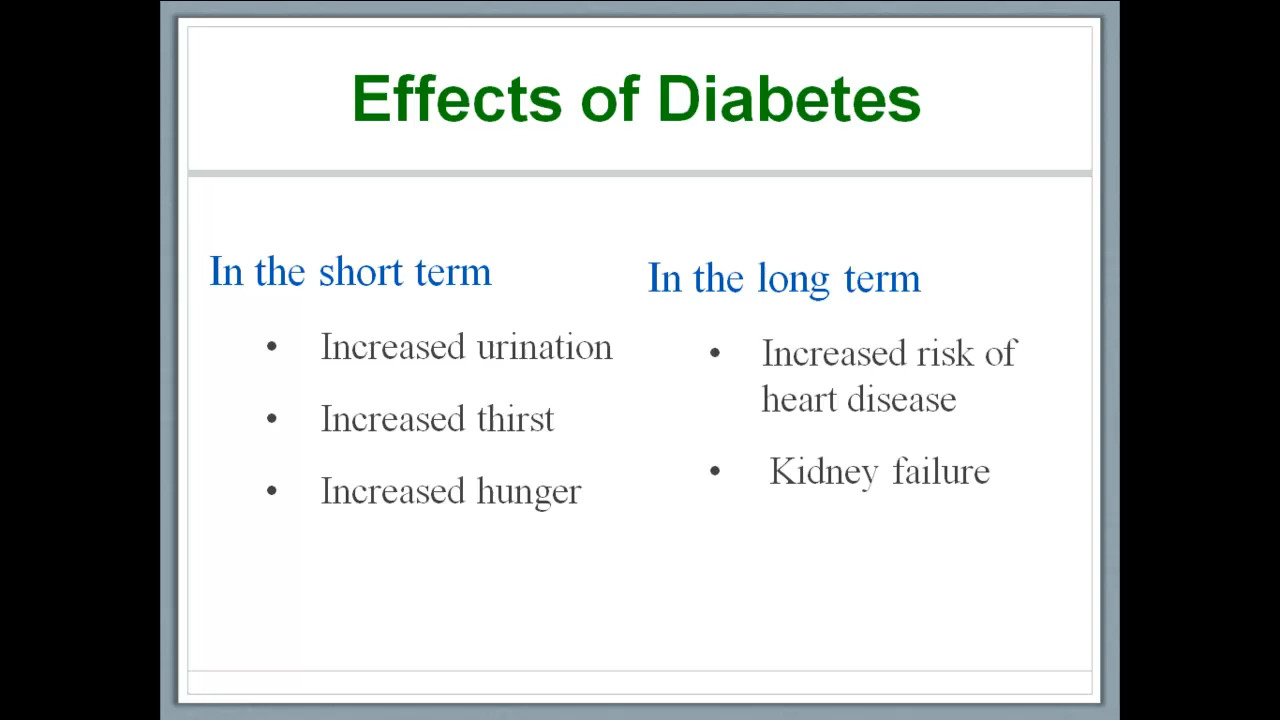 Effects of Diabetes
In the short term
• Increased urination
• Increased thirst
• Increased hunger
In the long term
• Increased risk of
heart disease
• Kidney failure